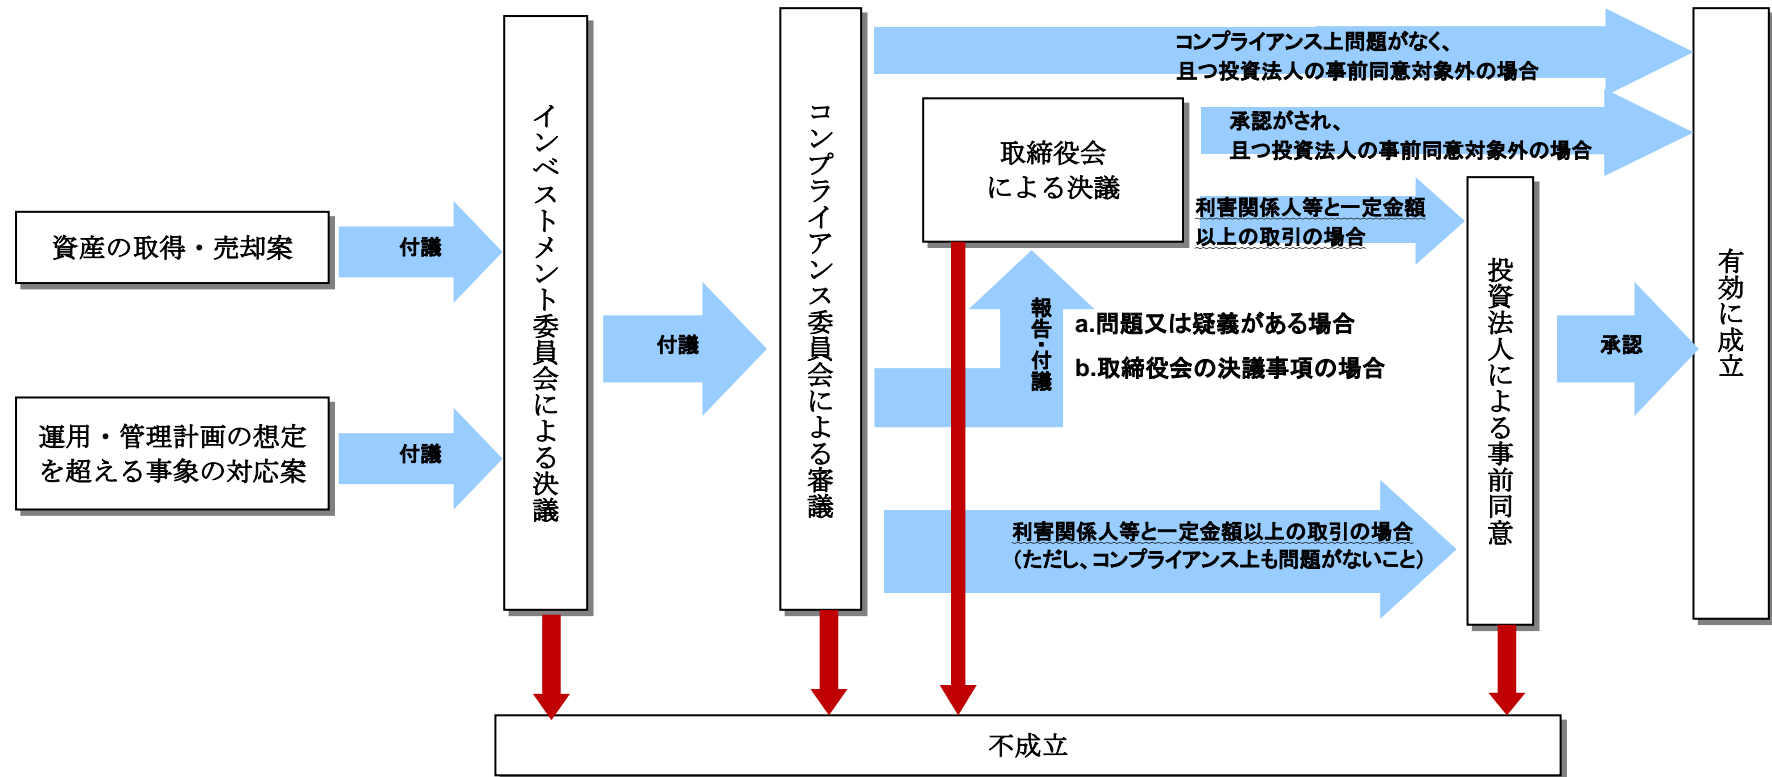 資産の取得・売却案
運用・管理計画の想定
を超える事象の対応案
付議
付議
インベストメント委員会による決議
付議
コンプライアンス委員会による審議
コンプライアンス上問題がなく、
且つ投資法人の事前同意対象外の場合
取締役会
による決議
承認がされ、
且つ投資法人の事前同意対象外の場合
利害関係人等と一定金額
以上の取引の場合
報告・付議
a.問題又は疑義がある場合
b.取締役会の決議事項の場合
利害関係人等と一定金額以上の取引の場合
（ただし、コンプライアンス上も問題がないこと）
投資法人による事前同意
承認
有効に成立
不成立